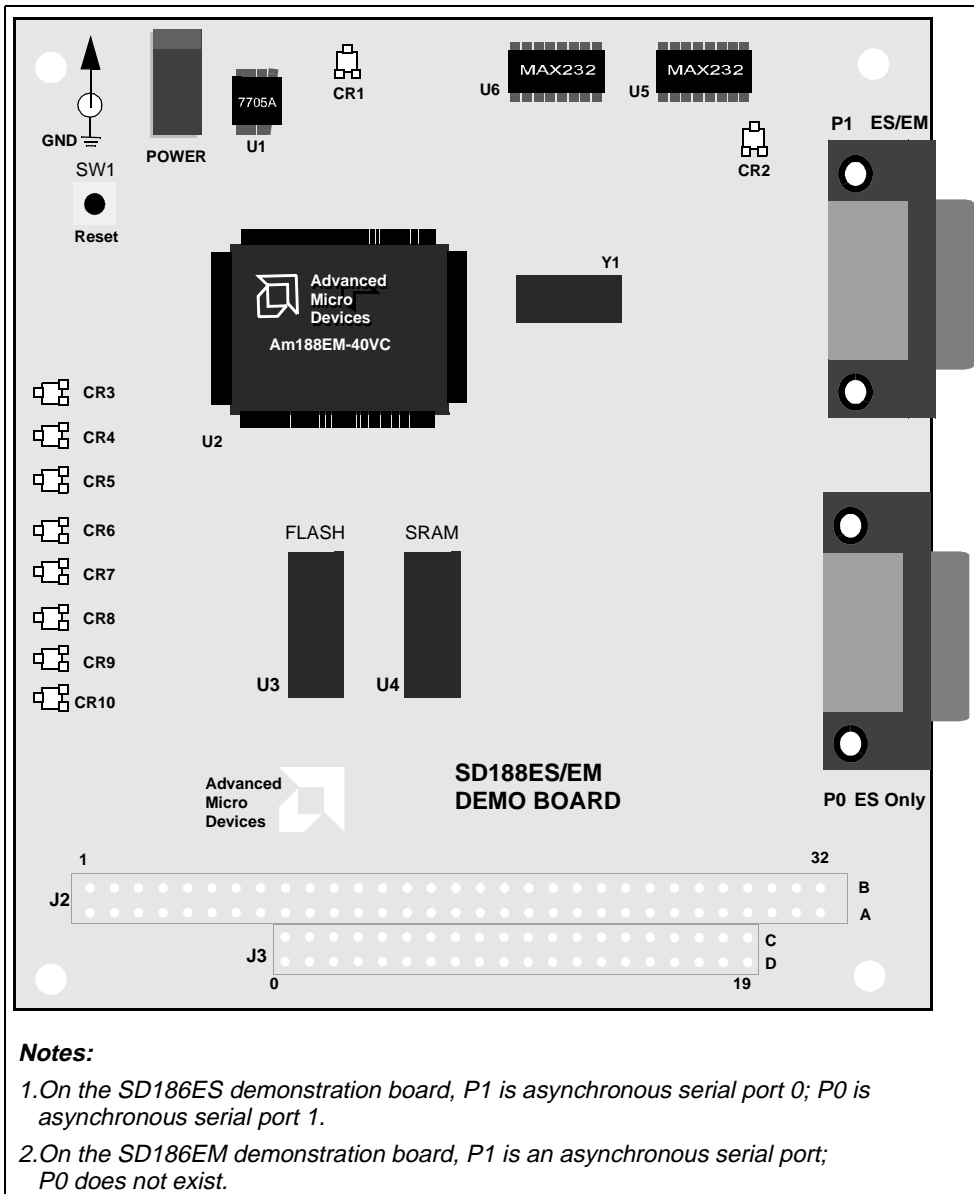 GND
SW1
Reset
POWER
7705A
U1
CR1
U6
MAX232
U5
MAX232
CR2
P1 ES/EM
Advanced
Micro
Devices
Am188EM-40VC
U2
Y1
CR3
CR4
CR5
CR6
CR7
CR8
CR9
CR10
FLASH
U3
SRAM
U4
Advanced
Micro
Devices
SD188ES/EM
DEMO BOARD
P0 ES Only
1
32
J2
B
A
J3
C
D
0
19
Notes:
1.On the SD186ES demonstration board, P1 is asynchronous serial port 0; P0 is
asynchronous serial port 1.
2.On the SD186EM demonstration board, P1 is an asynchronous serial port;
P0 does not exist.